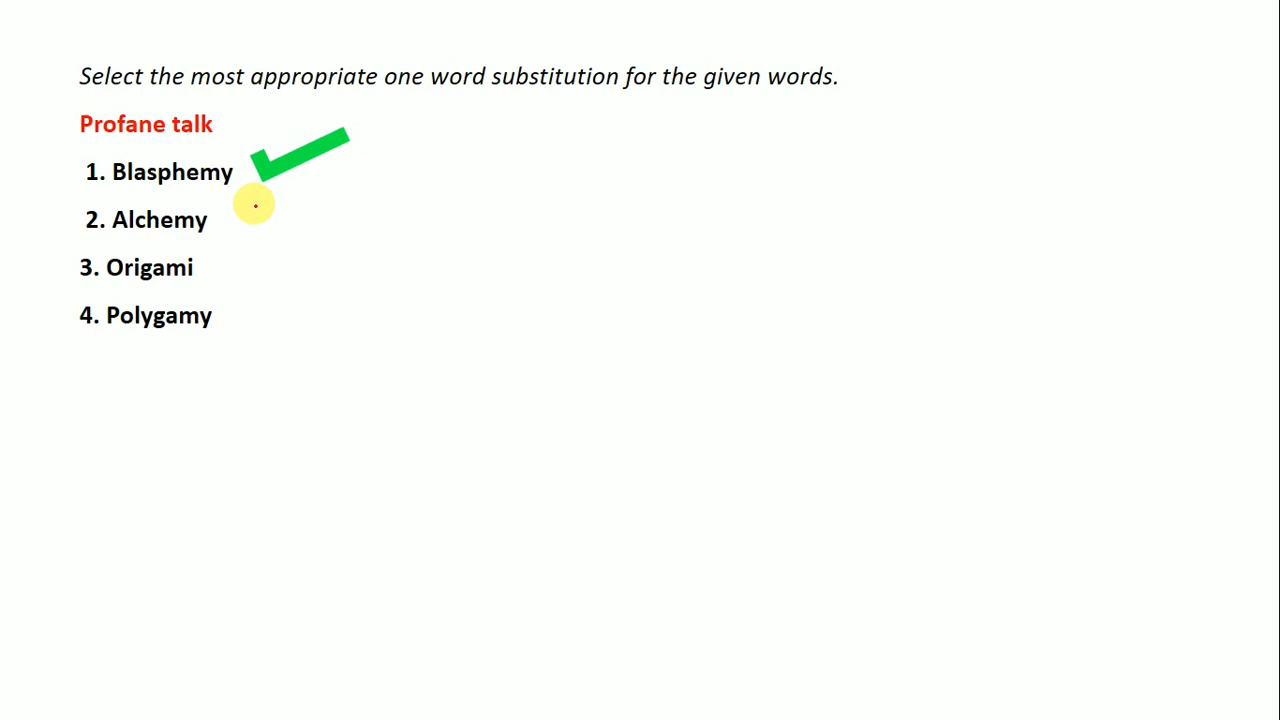 Select the most appropriate one word substitution for the given words.
Profane talk
1. Blasphemy
2. Alchemy
3. Origami
4. Polygamy